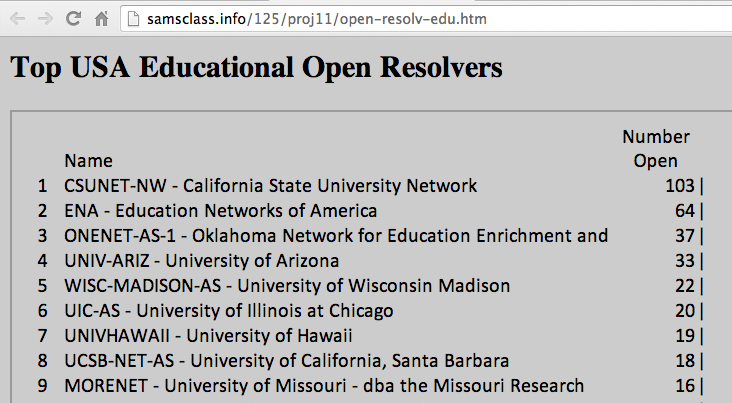 samsclass.info/125/proj11/open-resolv-edu.htm
Top USA Educational Open Resolvers
Number
Name Open
1 CSUNET-NW - California State University Network 103 |
2 ENA - Education Networks of America 64 |
3 ONENET-AS-1 - Oklahoma Network for Education Enrichment and 37 |
4 UNIV-ARIZ - University of Arizona 33 |
5 WISC-MADISON-AS - University of Wisconsin Madison 22 |
6 UIC-AS - University of Illinois at Chicago 20 |
7 UNIVHAWAII - University of Hawaii 19 |
8 UCSB-NET-AS - University of California, Santa Barbara 18 |
9 MORENET - University of Missouri - dba the Missouri Research 16 |